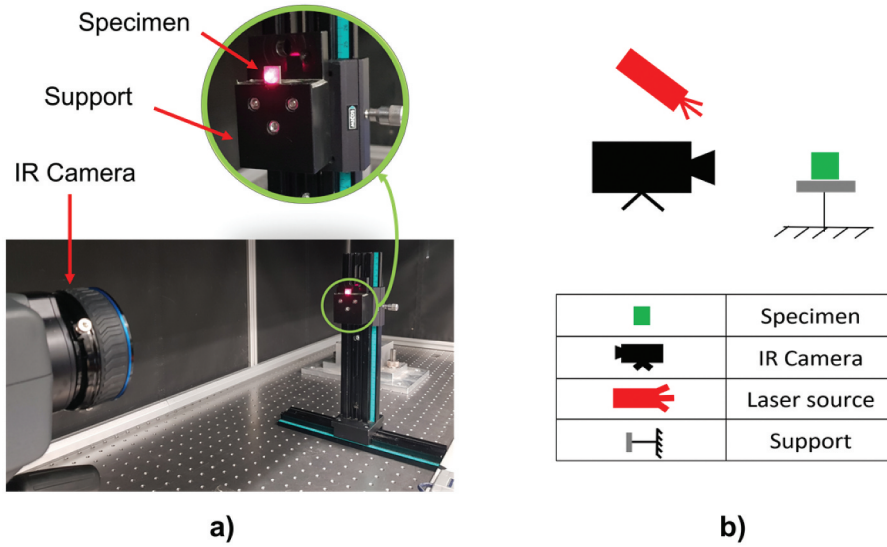 Specimen
Support
IR Camera
a)
Specimen
IR Camera
Laser source
Support
b)